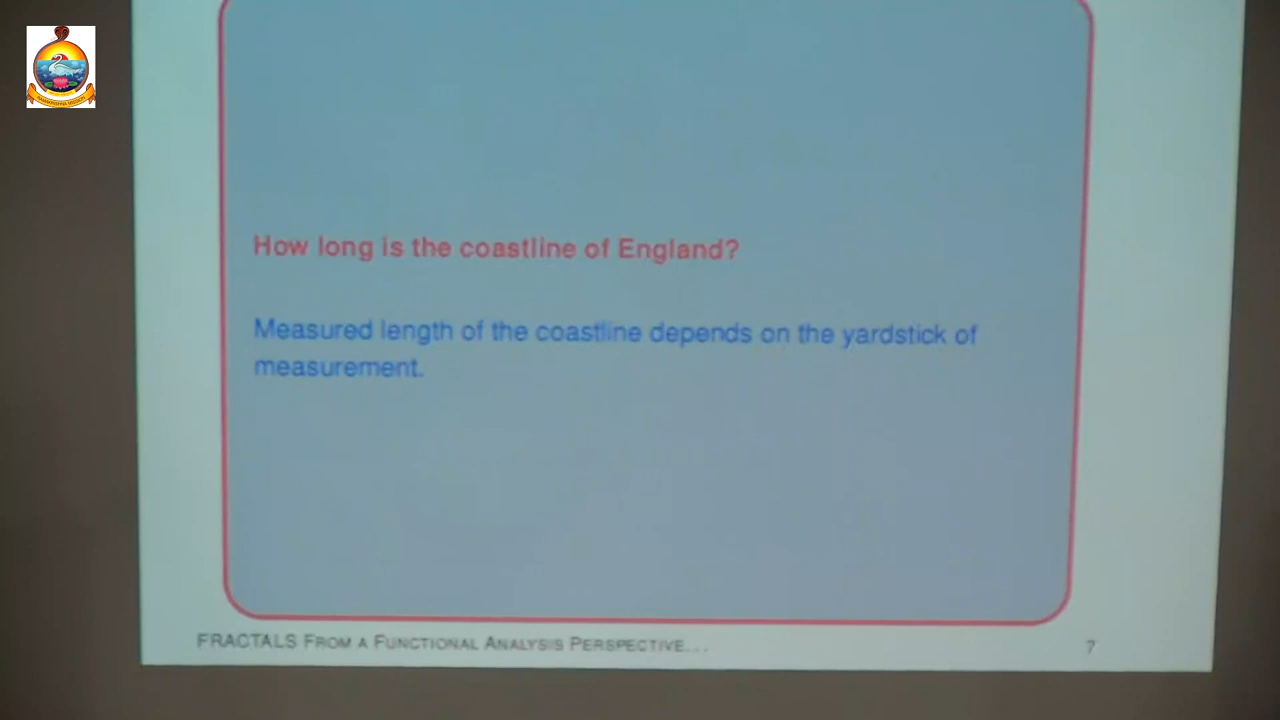 How long is the coastline of England?
Measured length of the coastline depends on the yardstick of
measurement.
FRACTALS FROM A FUNCTIONAL ANALYSIS PERSPECTIVE... 7